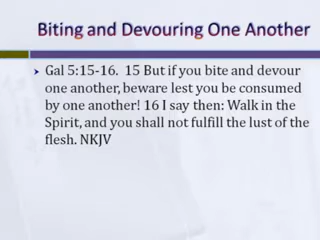 Biting and Devouring One Another
Gal 5:15-16. 15 But if you bite and devour
one another, beware lest you be consumed
by one another! 16 I say then: Walk in the
Spirit, and you shall not fulfill the lust of the
flesh. NKJV